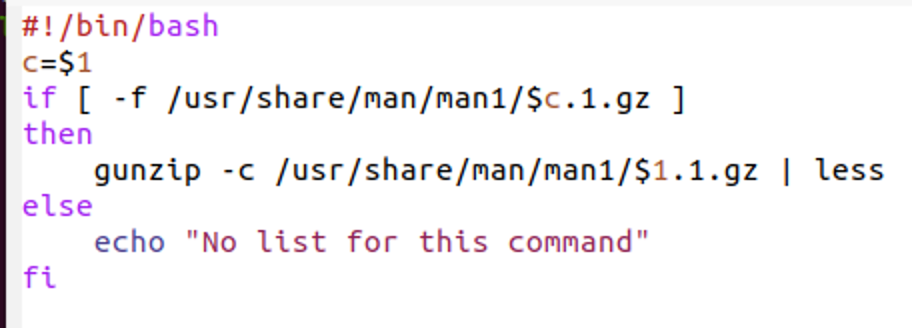 #!/bin/bash
c=$1
if [ -f /usr/share/man/man1/$c.1.gz ]
then
    gunzip -c /usr/share/man/man1/$1.1.gz | less
else
    echo "No list for this command"
fi